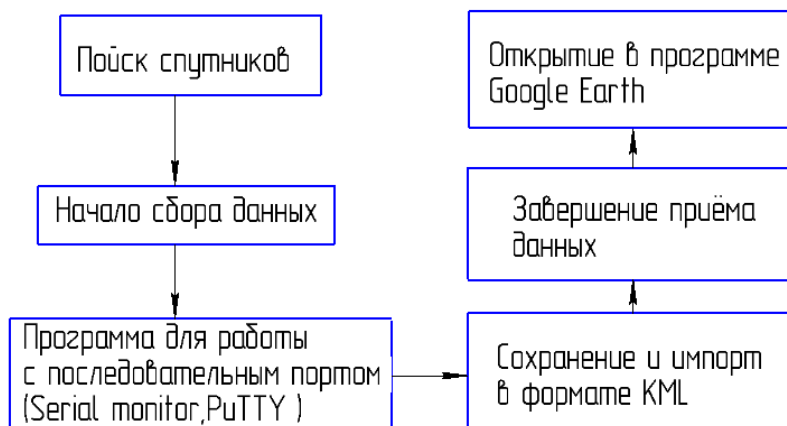 Поиск спутников
Начало сбора данных
Программа для работы
с последовательным портом
(Serial monitor,PuTTY )
Сохранение и импорт
в формате KML
Завершение приёма
данных
Открытие в программе
Google Earth